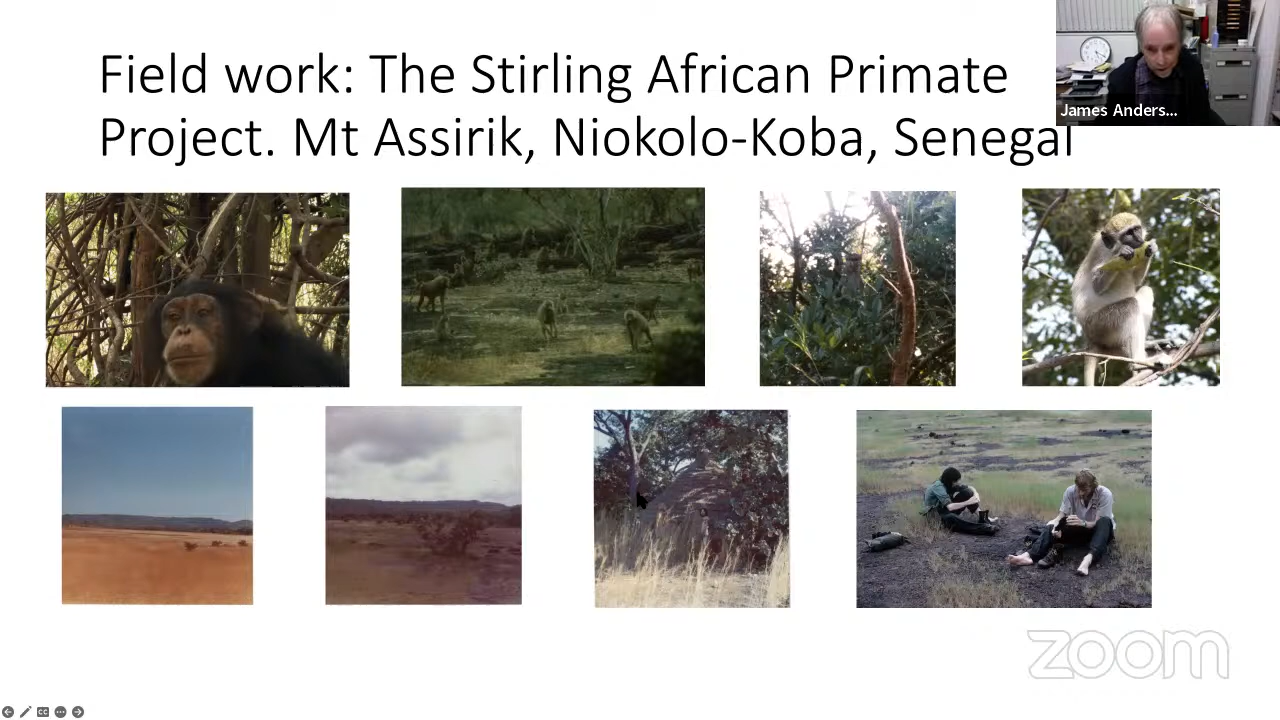 Field work: The Stirling African Primate
Project. Mt Assirik, Niokolo-Koba, Senegal
James Anders...
zoom